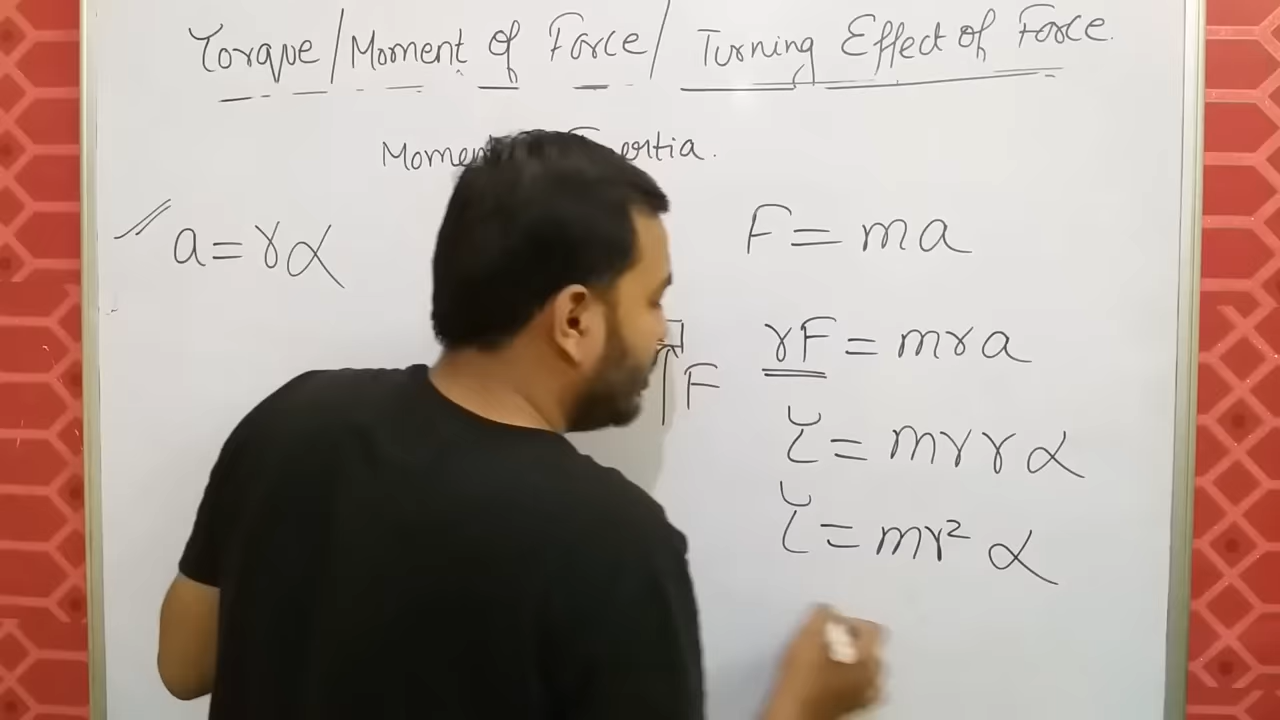 Torque/Moment of Force/ Turning Effect of Force.
Momen ertia.
a = rα
F = ma
rF = mra
F
τ = mrrα
τ = mr² α